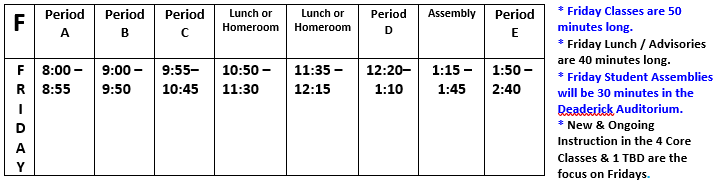 F Period A Period B Period C Lunch or Homeroom Lunch or Homeroom Period D Assembly Period E
F R I D A Y 8:00 – 8:55 9:00 – 9:50 9:55– 10:45 10:50 – 11:30 11:35 – 12:15 12:20– 1:10 1:15 – 1:45 1:50 – 2:40
* Friday Classes are 50
minutes long.
* Friday Lunch / Advisories
are 40 minutes long.
* Friday Student Assemblies
will be 30 minutes in the
Deaderick Auditorium.
* New & Ongoing
Instruction in the 4 Core
Classes & 1 TBD are the
focus on Fridays.